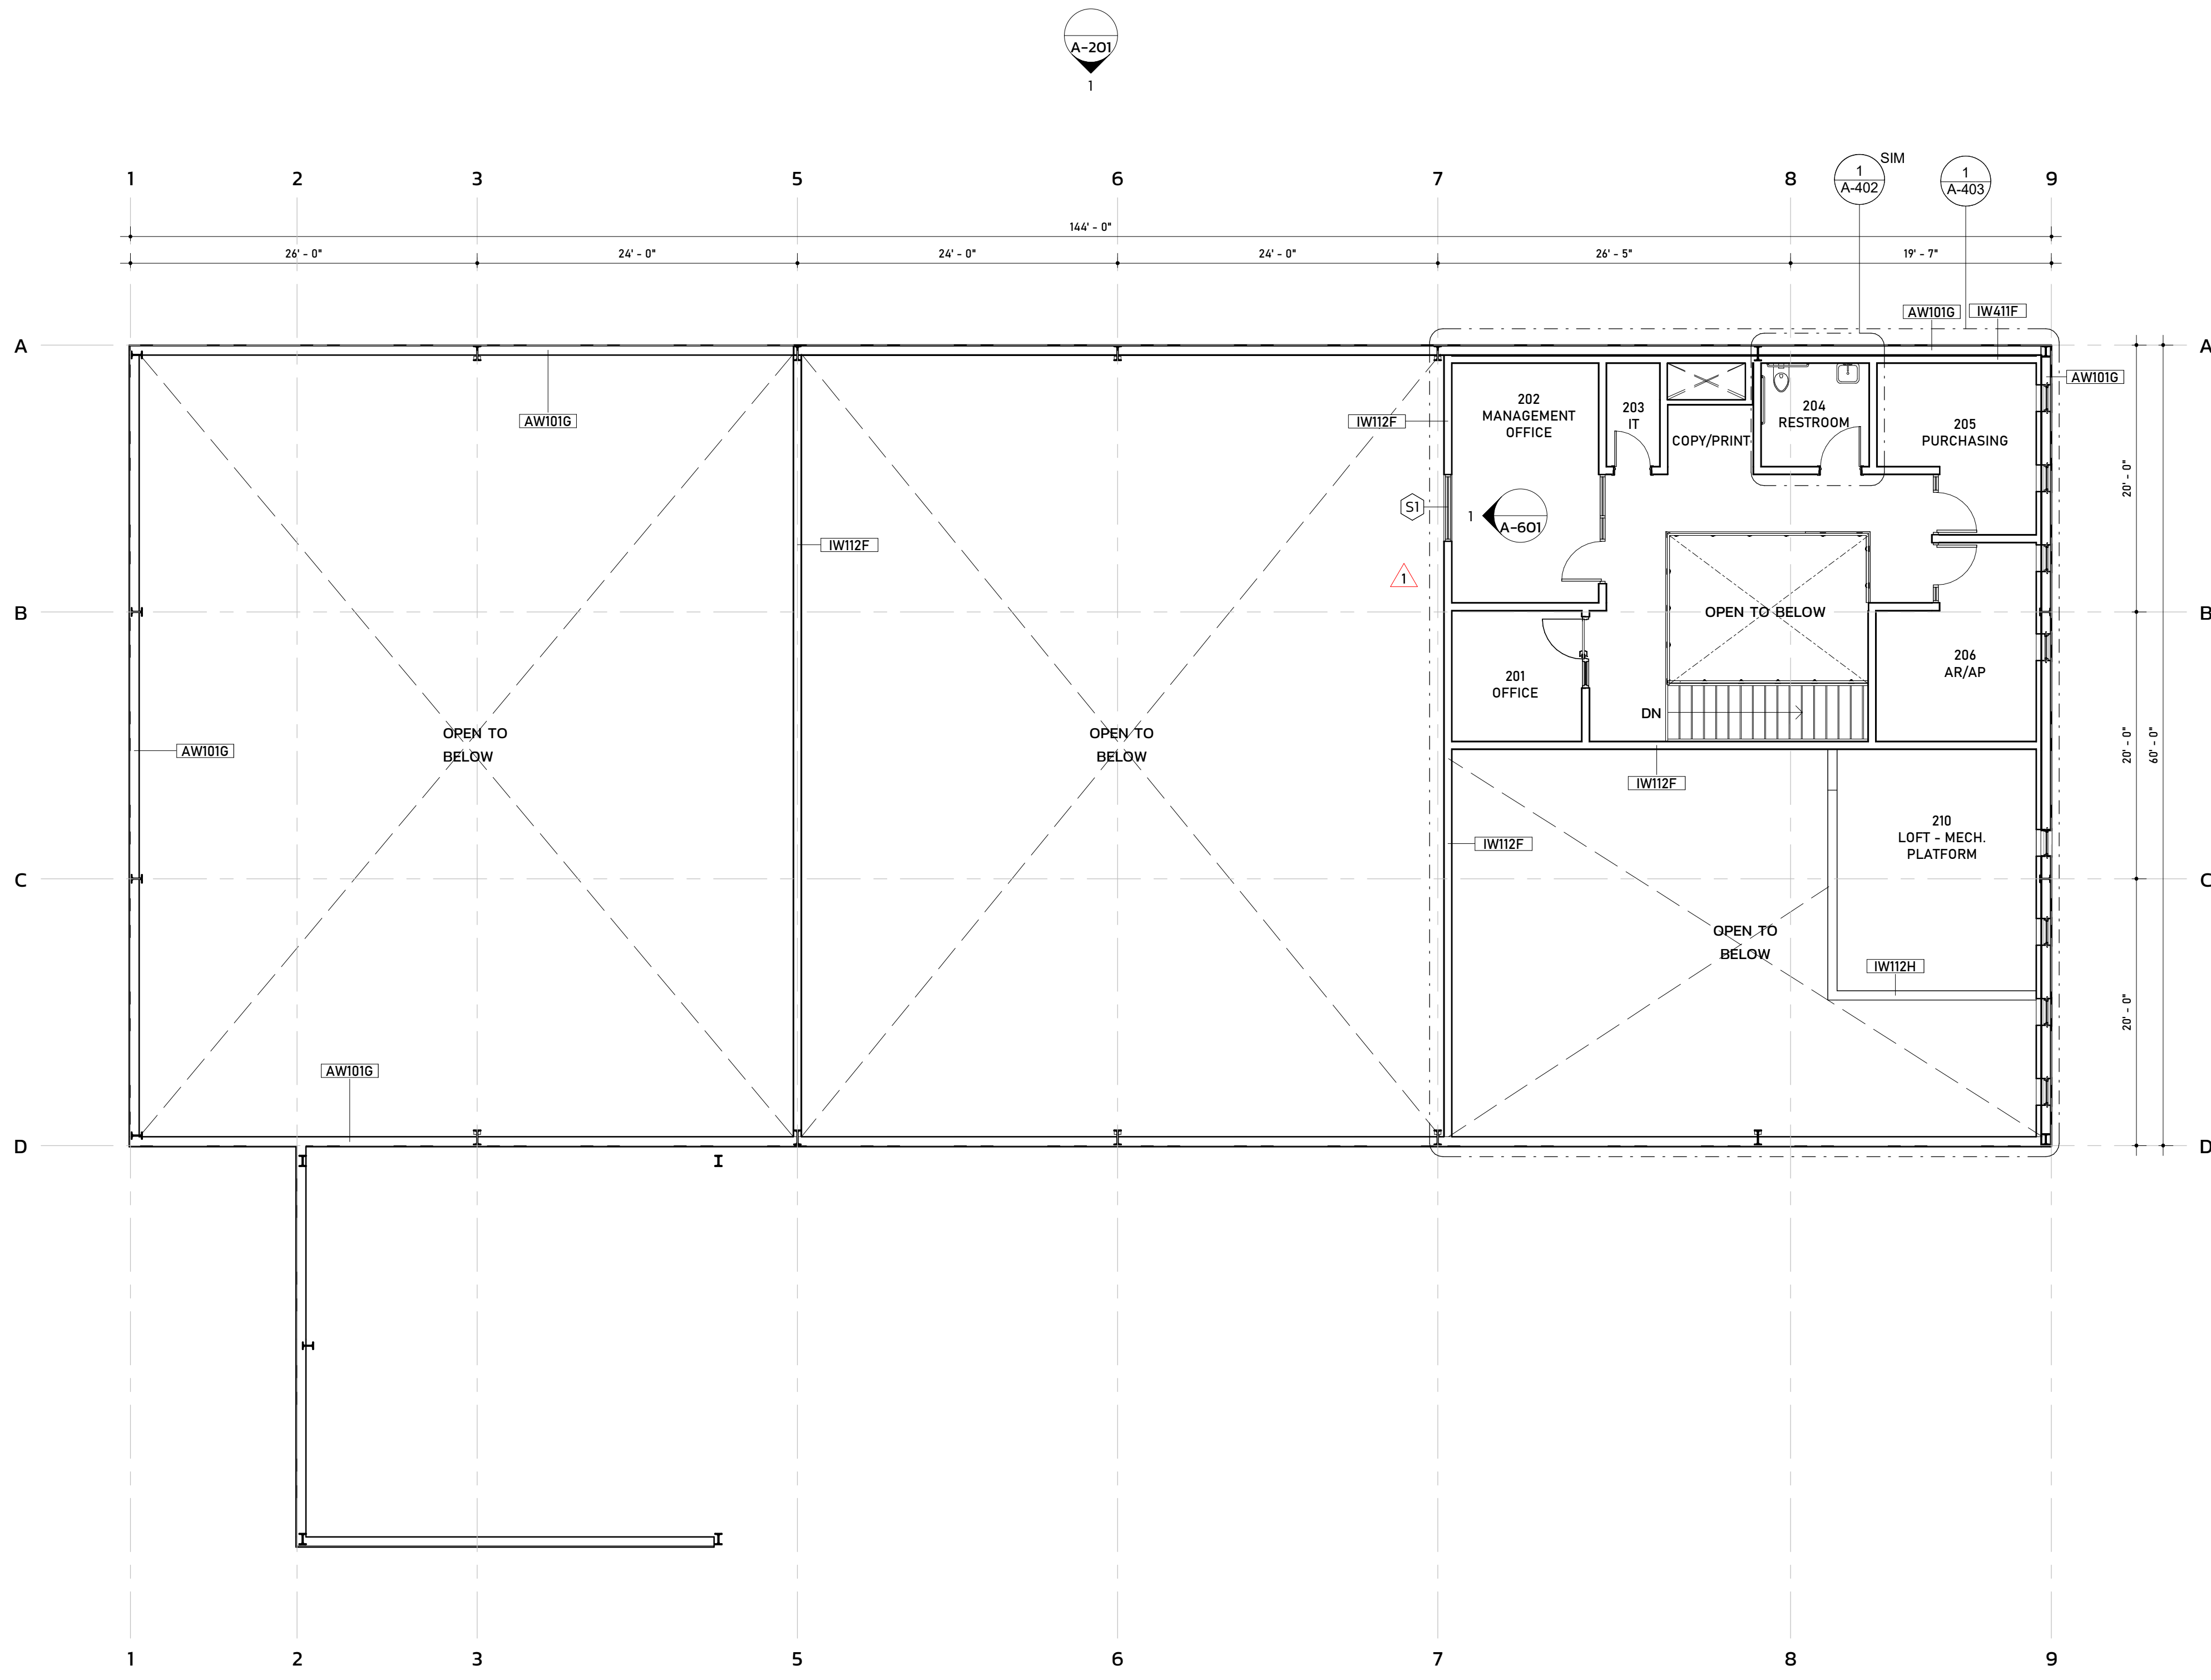 A-201
1
SIM
1
A-402
1
A-403
1
2
3
5
6
7
8
9
144' - 0"
26' - 0"
24' - 0"
24' - 0"
24' - 0"
26' - 5"
19' - 7"
AW101G
IW411F
A
A
AW101G
AW101G
IW112F
202
MANAGEMENT
OFFICE
203
IT
COPY/PRINT
204
RESTROOM
205
PURCHASING
20' - 0"
S1
1
A-601
IW112F
1
B
OPEN TO BELOW
B
201
OFFICE
206
AR/AP
DN
OPEN TO
BELOW
OPEN TO
BELOW
AW101G
20' - 0"
60' - 0"
IW112F
210
LOFT - MECH.
PLATFORM
IW112F
C
C
OPEN TO
BELOW
IW112H
20' - 0"
AW101G
D
D
1
2
3
5
6
7
8
9